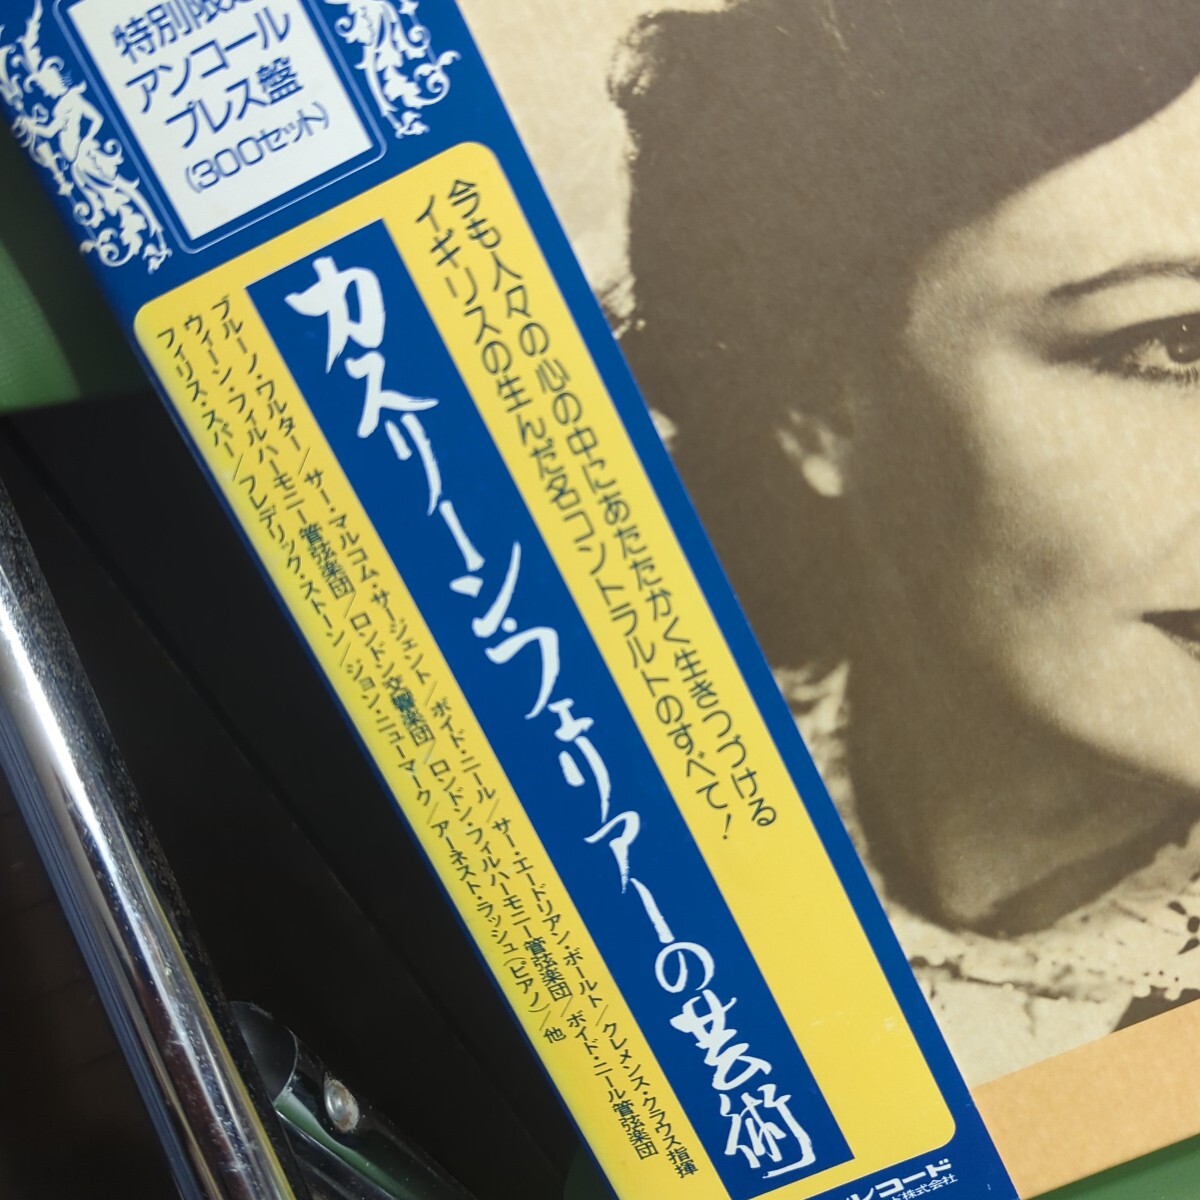 特別限
アンコール
プレス盤
(300セット)
今も人々の心の中にあたたかく生きつづける
イギリスの生んだ名コントラルトのすべて!
カスリーン・フェリアーの芸術
ブルーノ・ワルター/サー・マルコム・サージェント/ボイド・ニール/サー・エードリアン・ボールト/クレメンス・クラウス指揮
ウィーン・フィルハーモニー管弦楽団/ロンドン交響楽団/ロンドン・フィルハーモニー管弦楽団/ボイド・ニール管弦楽団
フィリス・スパー/フレデリック・ストーン/ジョン・ニューマーク/アーネスト・ラッシュ(ピアノ)/他
レコード
ド株式会社